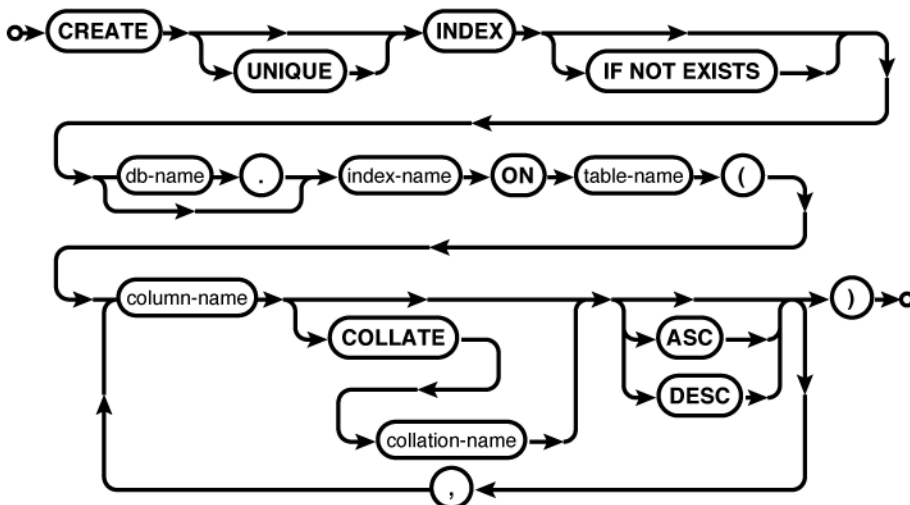 CREATE UNIQUE INDEX IF NOT EXISTS
db-name . index-name ON table-name (
column-name COLLATE collation-name ASC DESC )
,